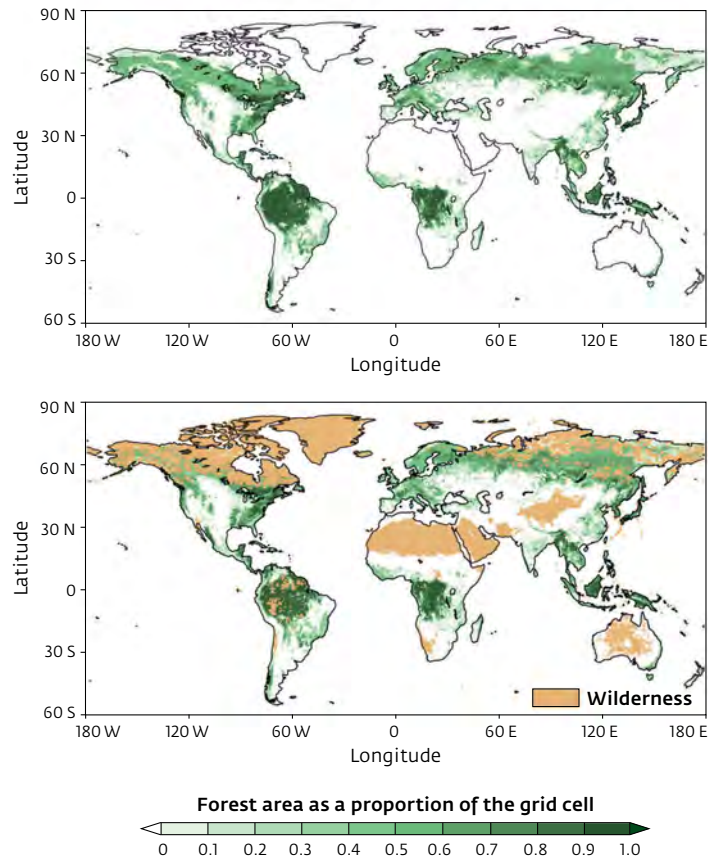 90 N
60 N
30 N
0
30 S
60 S
Latitude
180 W 120 W 60 W 0 60 E 120 E 180 E
Longitude
90 N
60 N
30 N
0
30 S
60 S
Latitude
Wilderness
180 W 120 W 60 W 0 60 E 120 E 180 E
Longitude
Forest area as a proportion of the grid cell
0 0.1 0.2 0.3 0.4 0.5 0.6 0.7 0.8 0.9 1.0